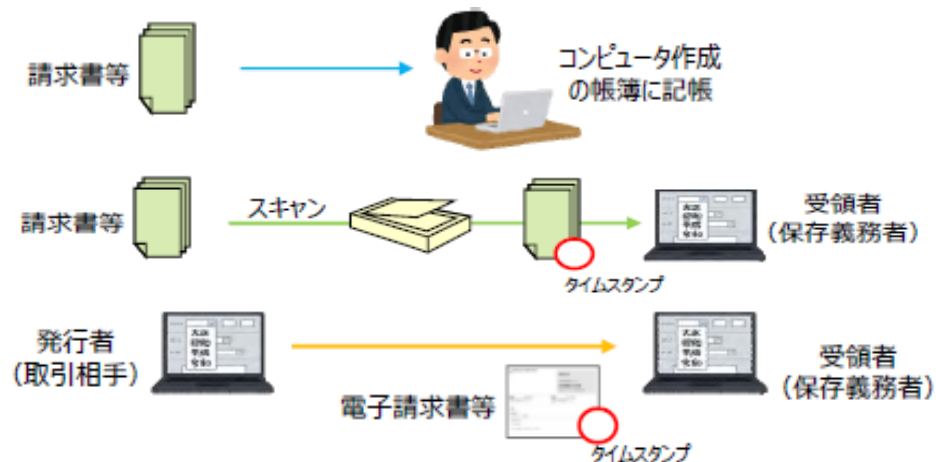 請求書等
コンピュータ作成
の帳簿に記帳
請求書等
スキャン
タイムスタンプ
受領者
（保存義務者）
発行者
（取引相手）
電子請求書等
タイムスタンプ
受領者
（保存義務者）